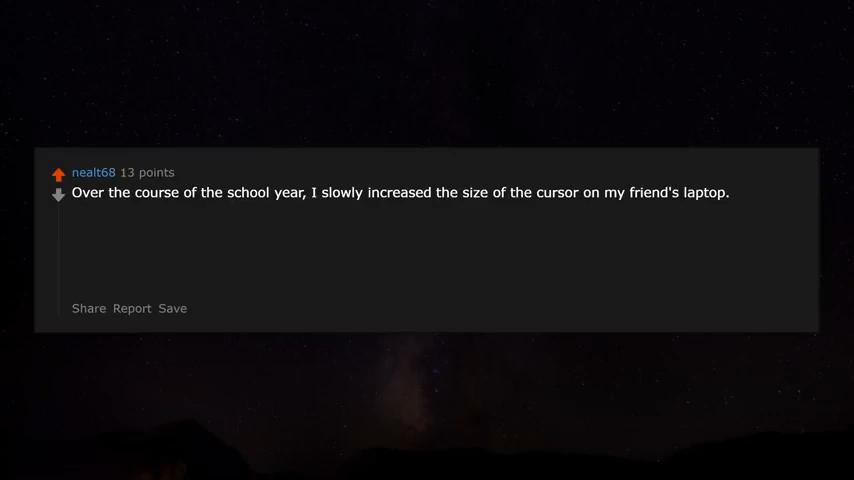 nealt68 13 points
Over the course of the school year, I slowly increased the size of the cursor on my friend's laptop.
Share Report Save